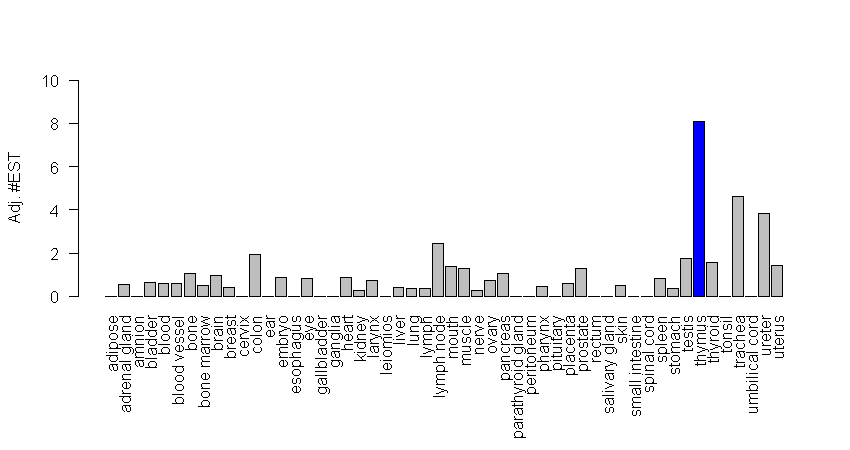 Adj. #EST
10
8
6
4
2
0
adipose
adrenal gland
amnion
bladder
blood
blood vessel
bone
bone marrow
brain
breast
cervix
colon
ear
embryo
esophagus
eye
gallbladder
ganglia
heart
kidney
larynx
leiomios
liver
lung
lymph
lymph node
mouth
muscle
nerve
ovary
pancreas
parathyroid gland
peritoneum
pharynx
pituitary
placenta
prostate
rectum
salivary gland
skin
small intestine
spinal cord
spleen
stomach
testis
thymus
thyroid
tonsil
trachea
umbilical cord
ureter
uterus